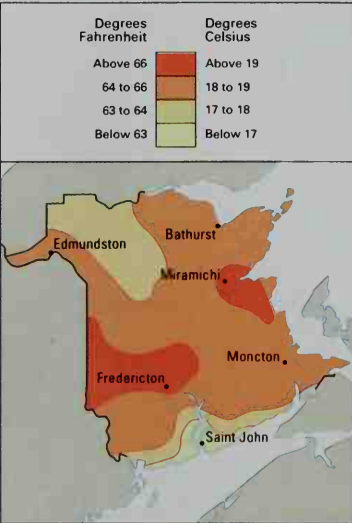 Degrees Fahrenheit
Degrees Celsius
Above 66
Above 19
64 to 66
18 to 19
63 to 64
17 to 18
Below 63
Below 17
Bathurst
Edmundston
Miramichi
Moncton
Fredericton
Saint John